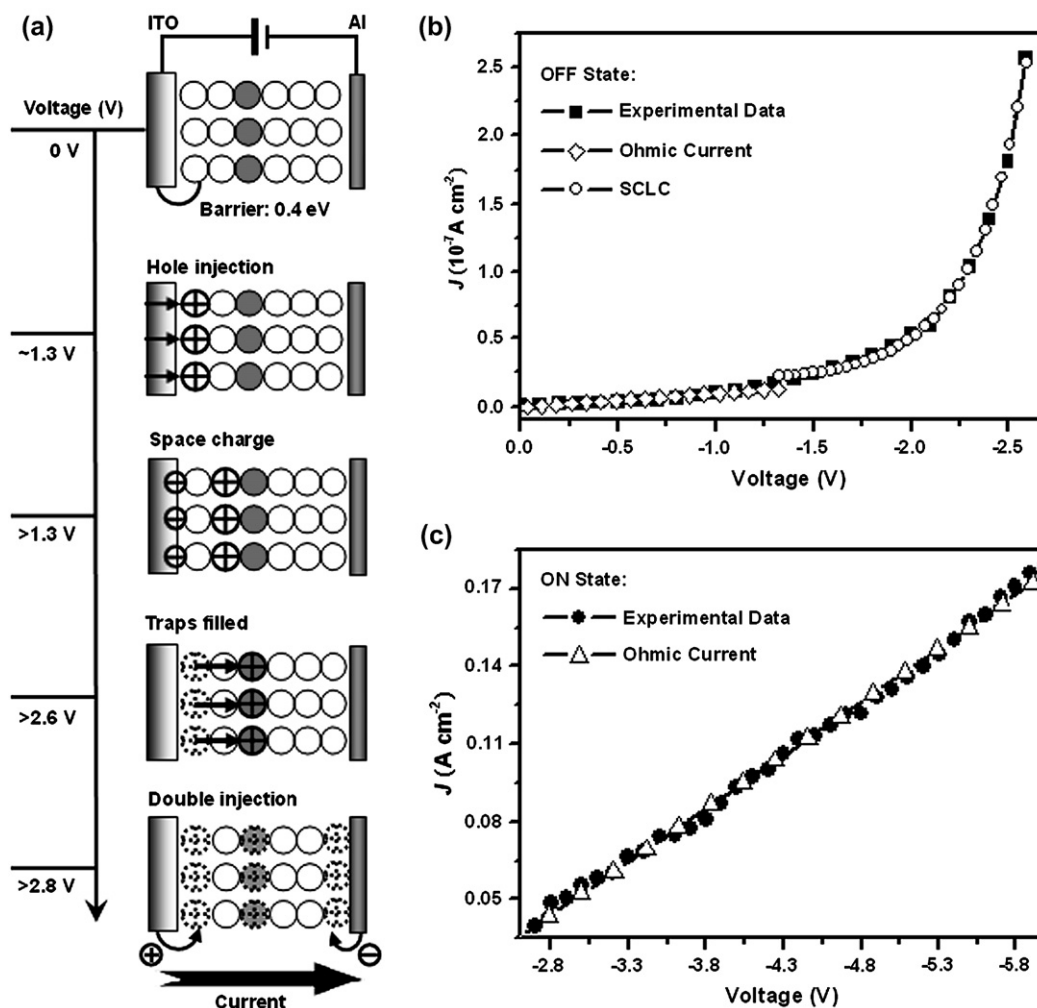 (a)
ITO
Al
Voltage (V)
0 V
Barrier: 0.4 eV
Hole injection
~1.3 V
Space charge
>1.3 V
Traps filled
>2.6 V
Double injection
>2.8 V
Current
(b)
OFF State:
Experimental Data
Ohmic Current
SCLC
J (10⁻⁷A cm⁻²)
2.5
2.0
1.5
1.0
0.5
0.0
0.0 -0.5 -1.0 -1.5 -2.0 -2.5
Voltage (V)
(c)
ON State:
Experimental Data
Ohmic Current
J (A cm⁻²)
0.17
0.14
0.11
0.08
0.05
-2.8 -3.3 -3.8 -4.3 -4.8 -5.3 -5.8
Voltage (V)